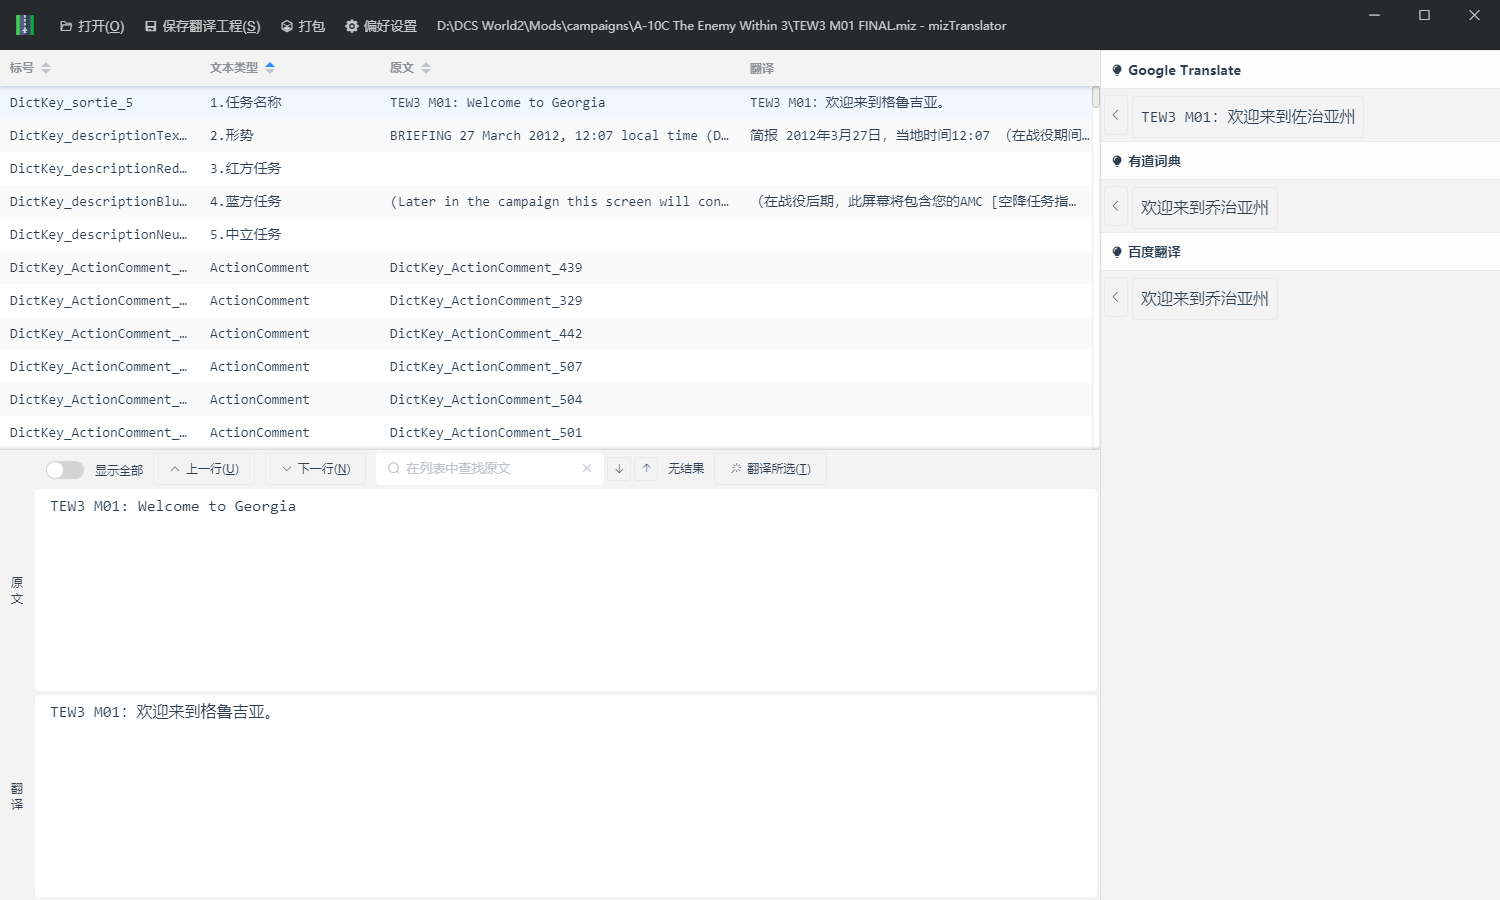 打开(O) 保存翻译工程(S) 打包 偏好设置 D:\DCS World2\Mods\campaigns\A-10C The Enemy Within 3\TEW3 M01 FINAL.miz - mizTranslator
标号 文本类型 原文 翻译
DictKey_sortie_5 1.任务名称 TEW3 M01: Welcome to Georgia TEW3 M01: 欢迎来到格鲁吉亚。
DictKey_descriptionTex… 2.形势 BRIEFING 27 March 2012, 12:07 local time (D… 简报 2012年3月27日，当地时间12:07 （在战役期间…
DictKey_descriptionRed… 3.红方任务
DictKey_descriptionBlu… 4.蓝方任务 (Later in the campaign this screen will con… （在战役后期，此屏幕将包含您的AMC [空降任务指…
DictKey_descriptionNeu… 5.中立任务
DictKey_ActionComment_… ActionComment DictKey_ActionComment_439
DictKey_ActionComment_… ActionComment DictKey_ActionComment_329
DictKey_ActionComment_… ActionComment DictKey_ActionComment_442
DictKey_ActionComment_… ActionComment DictKey_ActionComment_507
DictKey_ActionComment_… ActionComment DictKey_ActionComment_504
DictKey_ActionComment_… ActionComment DictKey_ActionComment_501
显示全部 上一行(U) 下一行(N) 在列表中查找原文 无结果 翻译所选(T)
原文
TEW3 M01: Welcome to Georgia
翻译
TEW3 M01: 欢迎来到格鲁吉亚。
Google Translate
TEW3 M01: 欢迎来到佐治亚州
有道词典
欢迎来到乔治亚州
百度翻译
欢迎来到乔治亚州